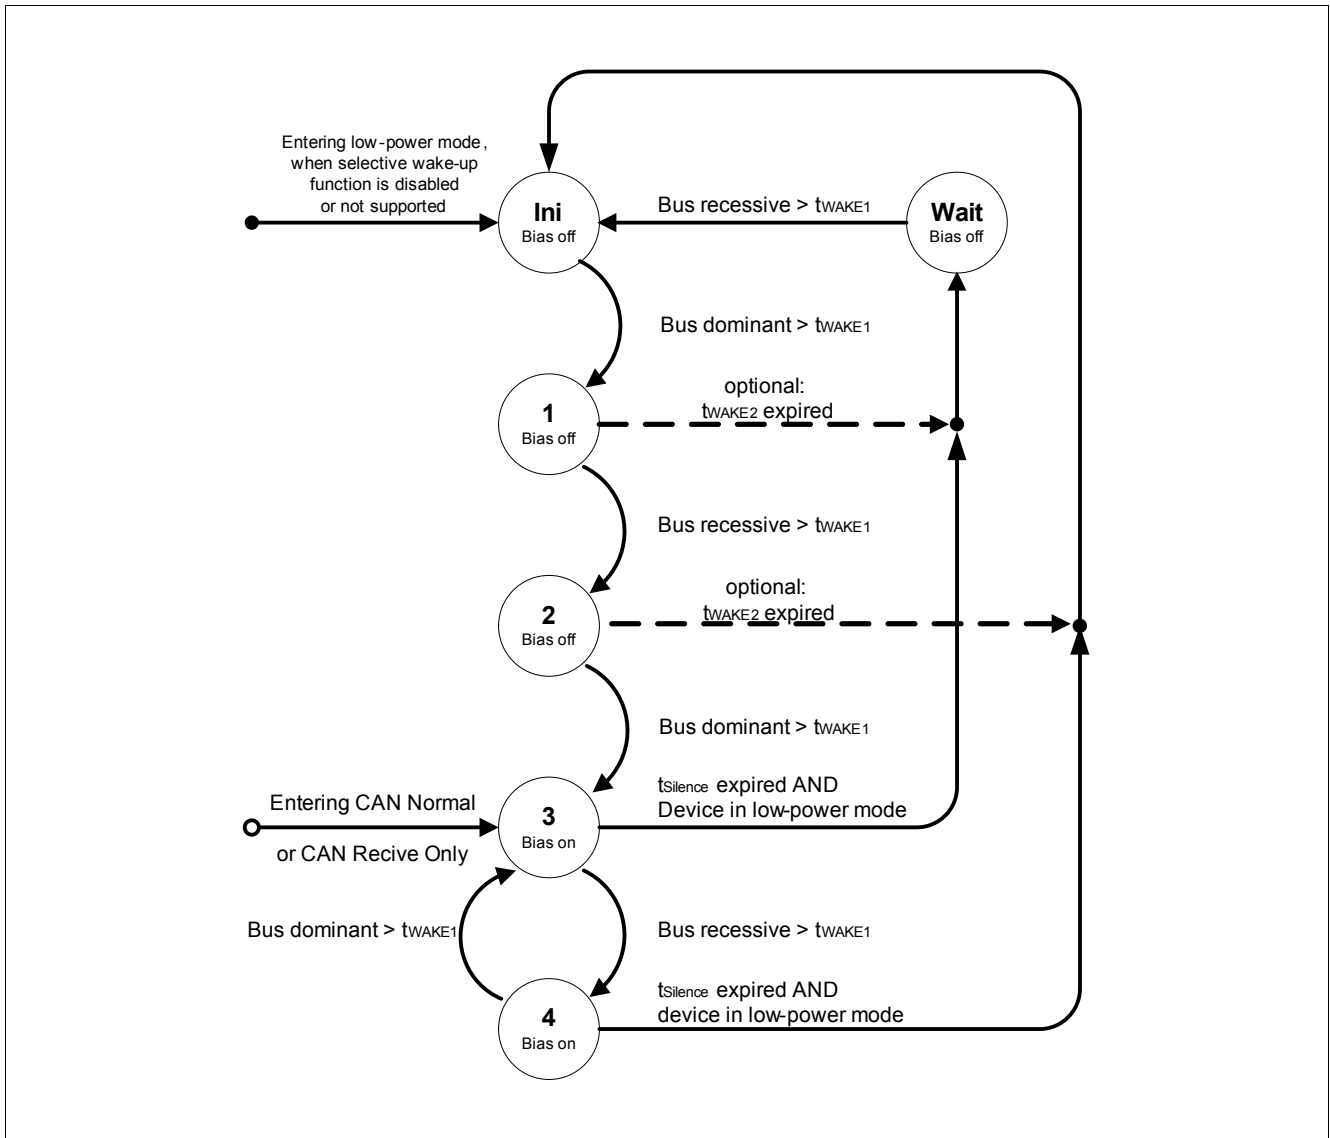 Entering low-power mode,
when selective wake-up
function is disabled
or not supported
Ini
Bias off
Bus recessive > tWAKE1
Wait
Bias off
Bus dominant > tWAKE1
1
Bias off
optional:
tWAKE2 expired
Bus recessive > tWAKE1
2
Bias off
optional:
tWAKE2 expired
Bus dominant > tWAKE1
Entering CAN Normal
or CAN Recive Only
3
Bias on
tSilence expired AND
Device in low-power mode
Bus dominant > tWAKE1
Bus recessive > tWAKE1
4
Bias on
tSilence expired AND
device in low-power mode